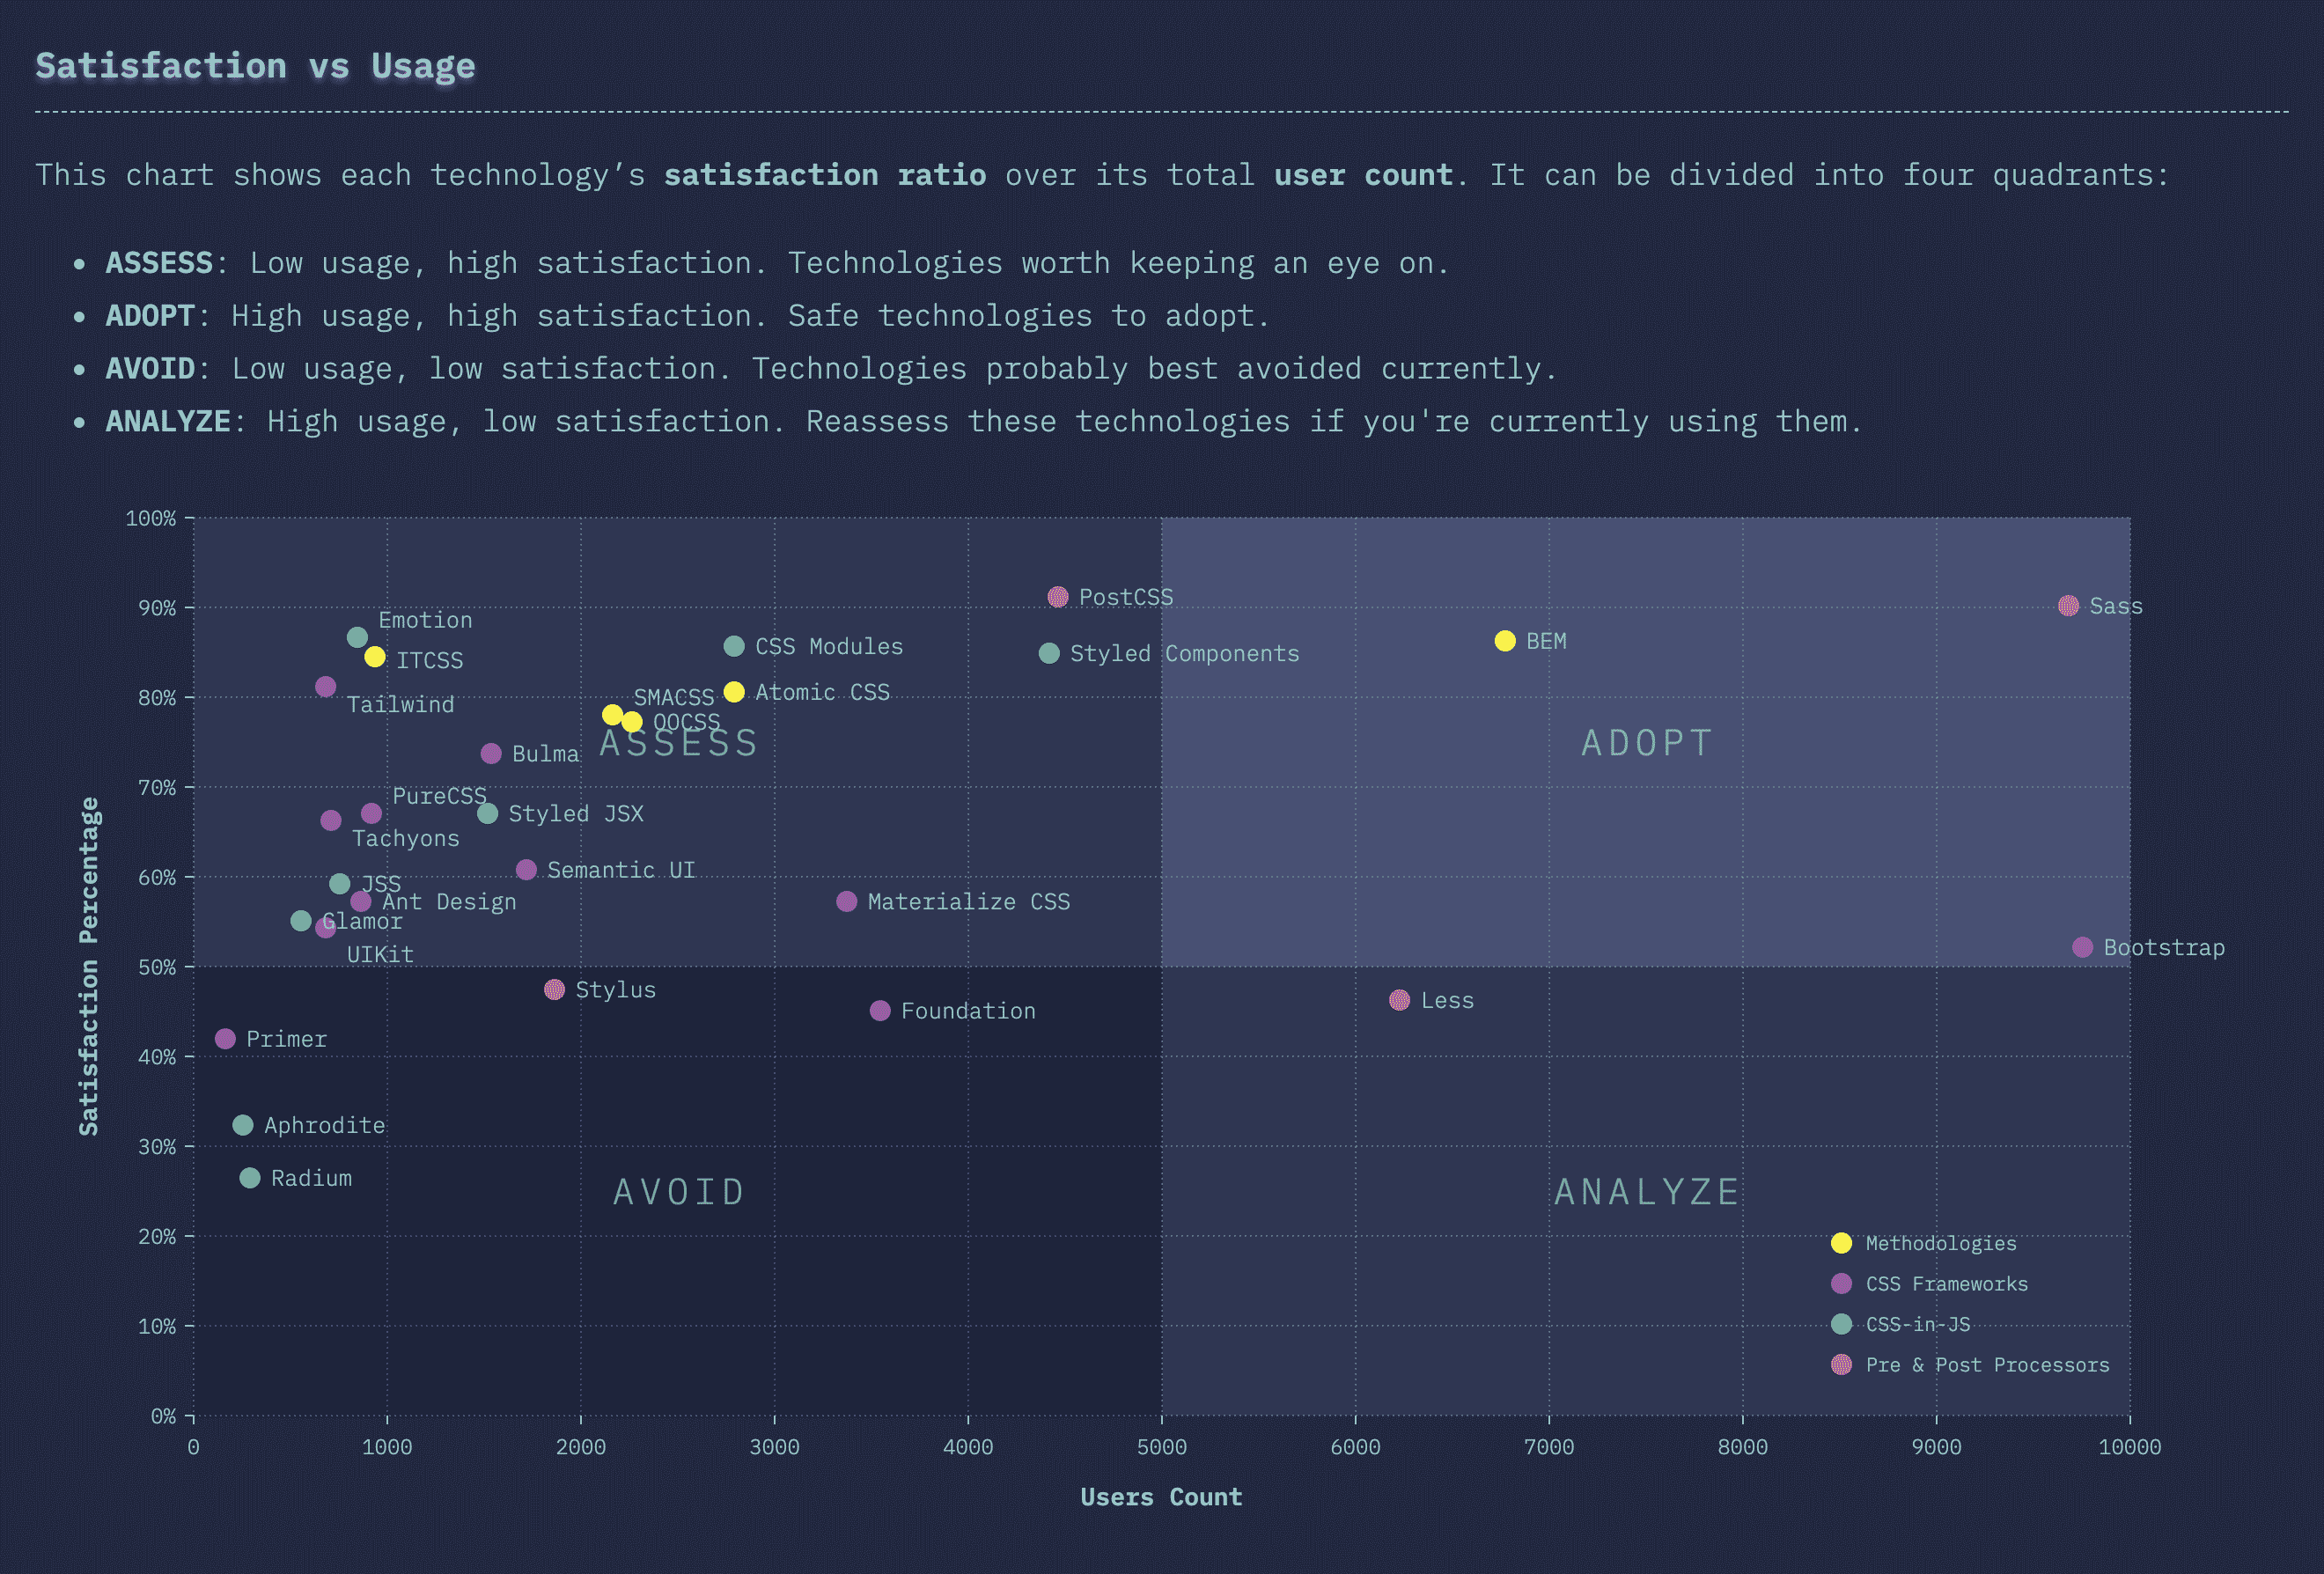 Satisfaction vs Usage
This chart shows each technology’s satisfaction ratio over its total user count. It can be divided into four quadrants:
• ASSESS: Low usage, high satisfaction. Technologies worth keeping an eye on.
• ADOPT: High usage, high satisfaction. Safe technologies to adopt.
• AVOID: Low usage, low satisfaction. Technologies probably best avoided currently.
• ANALYZE: High usage, low satisfaction. Reassess these technologies if you're currently using them.
100%
PostCSS
90%
Sass
Emotion
BEM
CSS Modules
Styled Components
ITCSS
Atomic CSS
80%
SMACSS
Tailwind
OOCSS
ASSESS
ADOPT
Bulma
70%
PureCSS
Styled JSX
Tachyons
Semantic UI
60%
JSS
Ant Design
Materialize CSS
Glamor
Bootstrap
UIKit
50%
Stylus
Less
Foundation
Primer
40%
Aphrodite
30%
Radium
AVOID
ANALYZE
20%
Methodologies
CSS Frameworks
10%
CSS-in-JS
Pre & Post Processors
0%
Satisfaction Percentage
0 1000 2000 3000 4000 5000 6000 7000 8000 9000 10000
Users Count